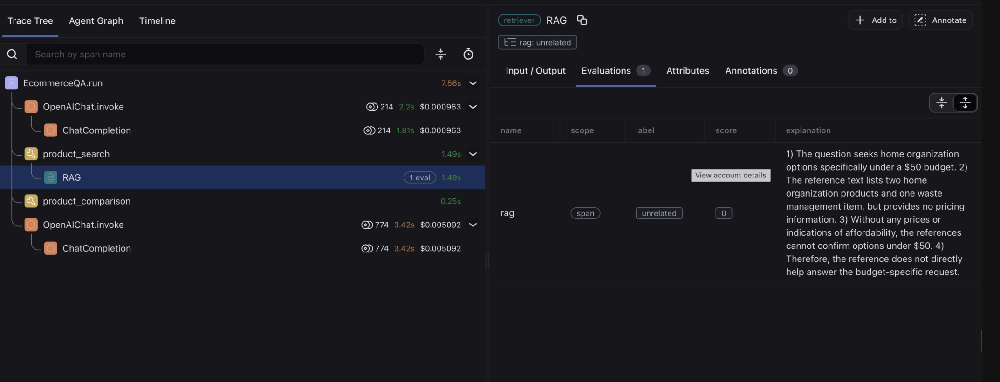 Trace Tree Agent Graph Timeline
Search by span name
EcommerceQA.run 7.56s
OpenAIChat.invoke 214 2.2s $0.000963
ChatCompletion 214 1.81s $0.000963
product_search 1.49s
RAG 1 eval 1.49s
product_comparison 0.25s
OpenAIChat.invoke 774 3.42s $0.005092
ChatCompletion 774 3.42s $0.005092
retriever RAG Add to Annotate
rag: unrelated
Input / Output Evaluations 1 Attributes Annotations 0
name scope label score explanation
View account details
rag span unrelated 0
1) The question seeks home organization
options specifically under a $50 budget. 2)
The reference text lists two home
organization products and one waste
management item, but provides no pricing
information. 3) Without any prices or
indications of affordability, the references
cannot confirm options under $50. 4)
Therefore, the reference does not directly
help answer the budget-specific request.